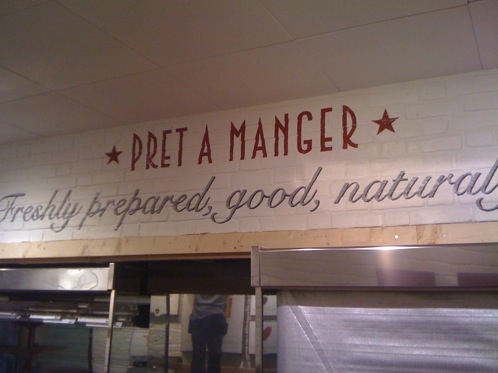 ★ PRET A MANGER ★
Freshly prepared, good, natural